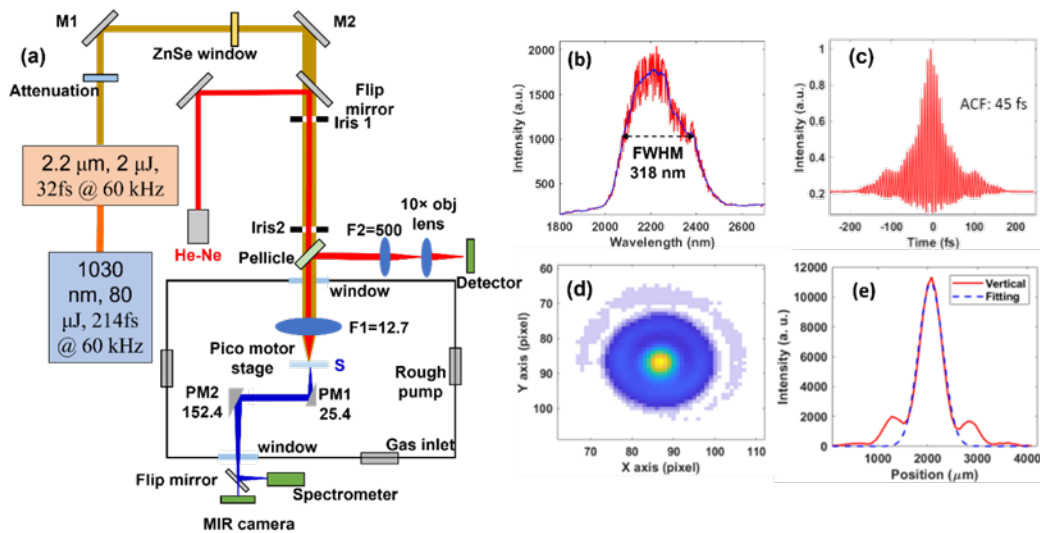 (a)
M1
M2
ZnSe window
Attenuation
Flip
mirror
Iris 1
2.2 μm, 2 μJ,
32fs @ 60 kHz
He-Ne
Iris2
Pellicle
F2=500
10× obj
lens
Detector
1030
nm, 80
μJ, 214fs
@ 60 kHz
window
F1=12.7
Pico motor
stage
S
Rough
pump
PM2
152.4
PM1
25.4
window
Gas inlet
Flip mirror
Spectrometer
MIR camera
(b)
Intensity (a.u.)
2000
1500
1000
500
FWHM
318 nm
1800 2000 2200 2400 2600
Wavelength (nm)
(c)
ACF: 45 fs
Intensity (a.u.)
1
0.8
0.6
0.4
0.2
-200 -100 0 100 200
Time (fs)
(d)
Y axis (pixel)
60
70
80
90
100
70 80 90 100 110
X axis (pixel)
(e)
Vertical
Fitting
Intensity (a. u.)
12000
10000
8000
6000
4000
2000
0
1000 2000 3000 4000
Position (μm)